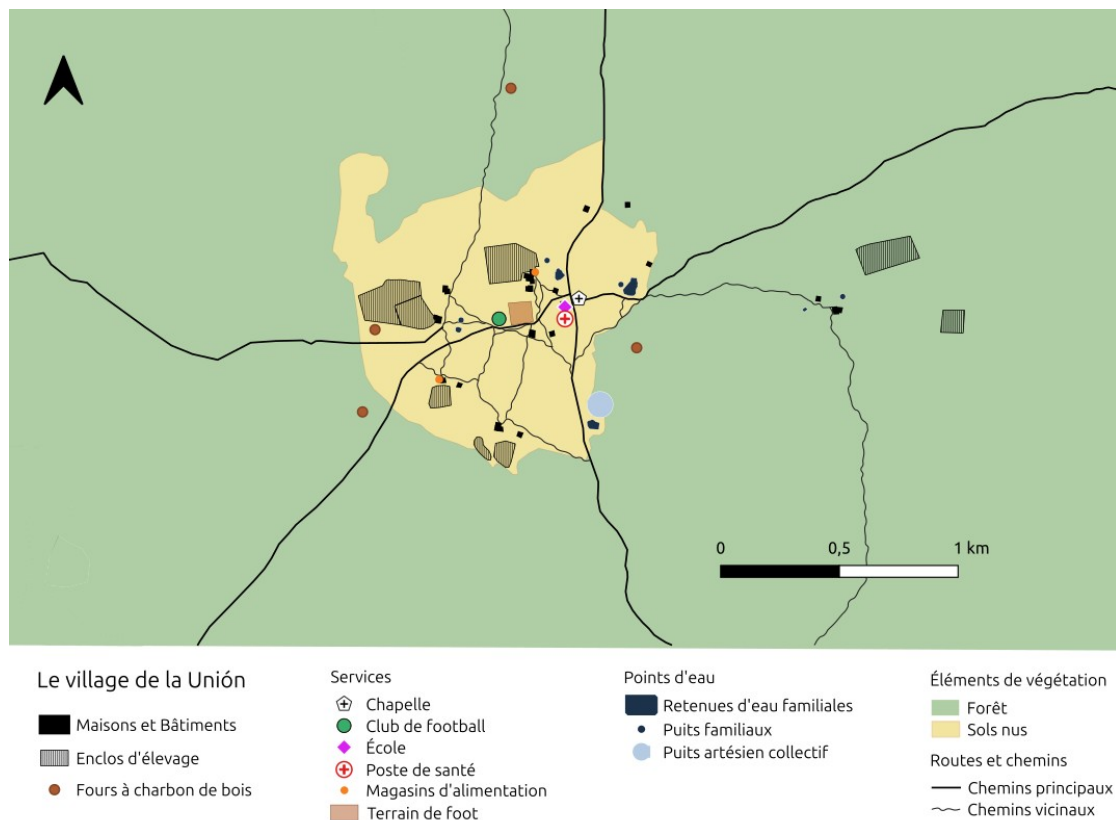 0 0,5 1 km
Le village de la Unión
Maisons et Bâtiments
Enclos d'élevage
Fours à charbon de bois
Services
Chapelle
Club de football
École
Poste de santé
Magasins d'alimentation
Terrain de foot
Points d'eau
Retenues d'eau familiales
Puits familiaux
Puits artésien collectif
Éléments de végétation
Forêt
Sols nus
Routes et chemins
Chemins principaux
Chemins vicinaux